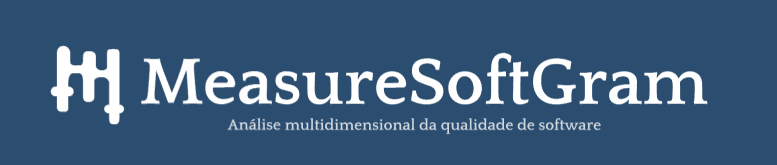 MeasureSoftGram
Análise multidimensional da qualidade de software